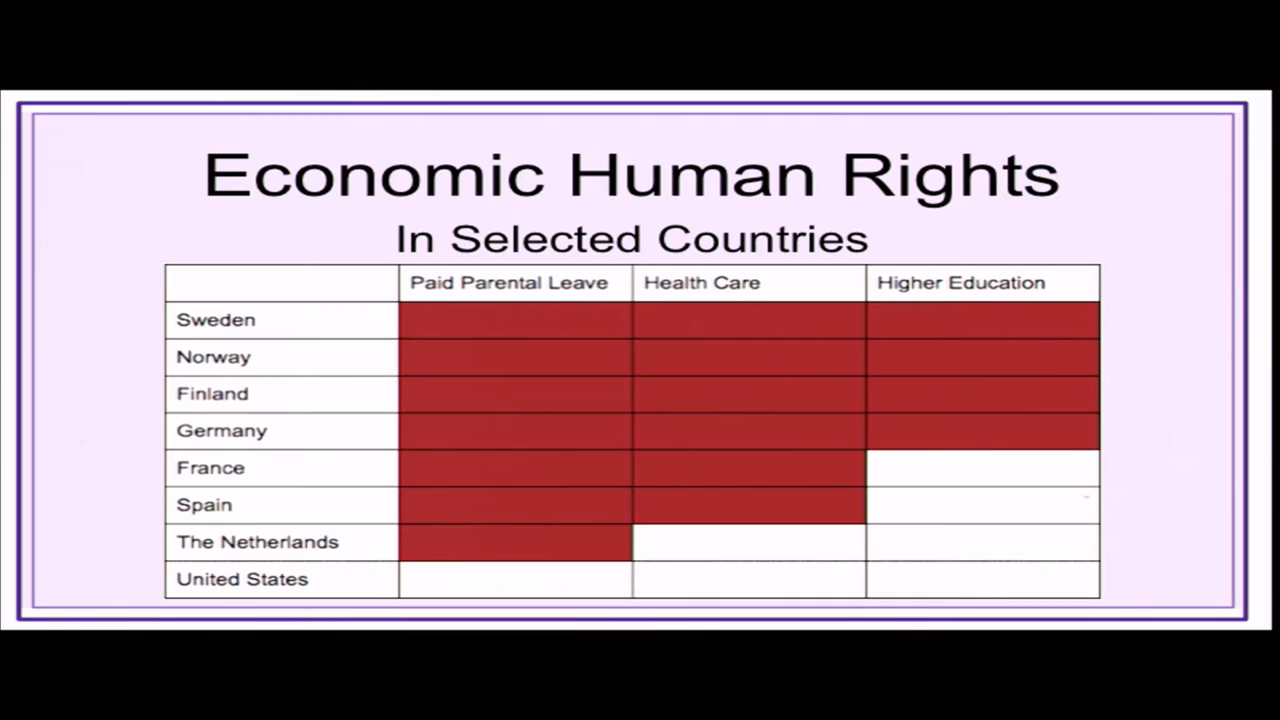 Economic Human Rights
In Selected Countries
Paid Parental Leave Health Care Higher Education
Sweden
Norway
Finland
Germany
France
Spain
The Netherlands
United States